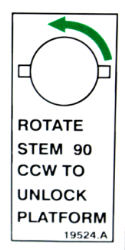 ROTATE
STEM 90
CCW TO
UNLOCK
PLATFORM
19524.A